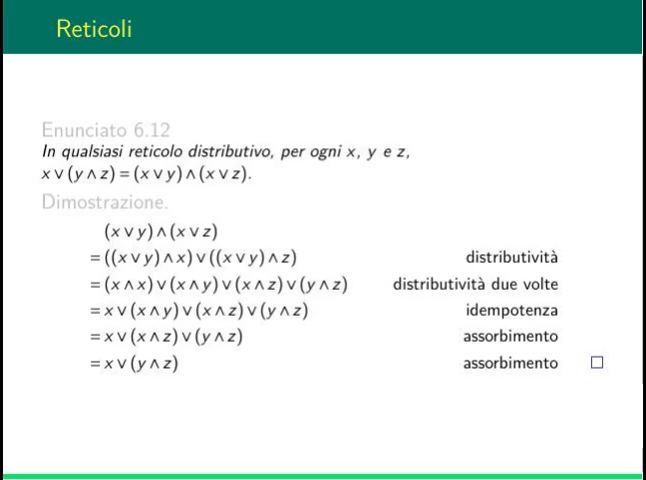 Reticoli
Enunciato 6.12
In qualsiasi reticolo distributivo, per ogni x, y e z,
x ∨ (y ∧ z) = (x ∨ y) ∧ (x ∨ z).
Dimostrazione.
(x ∨ y) ∧ (x ∨ z)
= ((x ∨ y) ∧ x) ∨ ((x ∨ y) ∧ z) distributività
= (x ∧ x) ∨ (x ∧ y) ∨ (x ∧ z) ∨ (y ∧ z) distributività due volte
= x ∨ (x ∧ y) ∨ (x ∧ z) ∨ (y ∧ z) idempotenza
= x ∨ (x ∧ z) ∨ (y ∧ z) assorbimento
= x ∨ (y ∧ z) assorbimento □